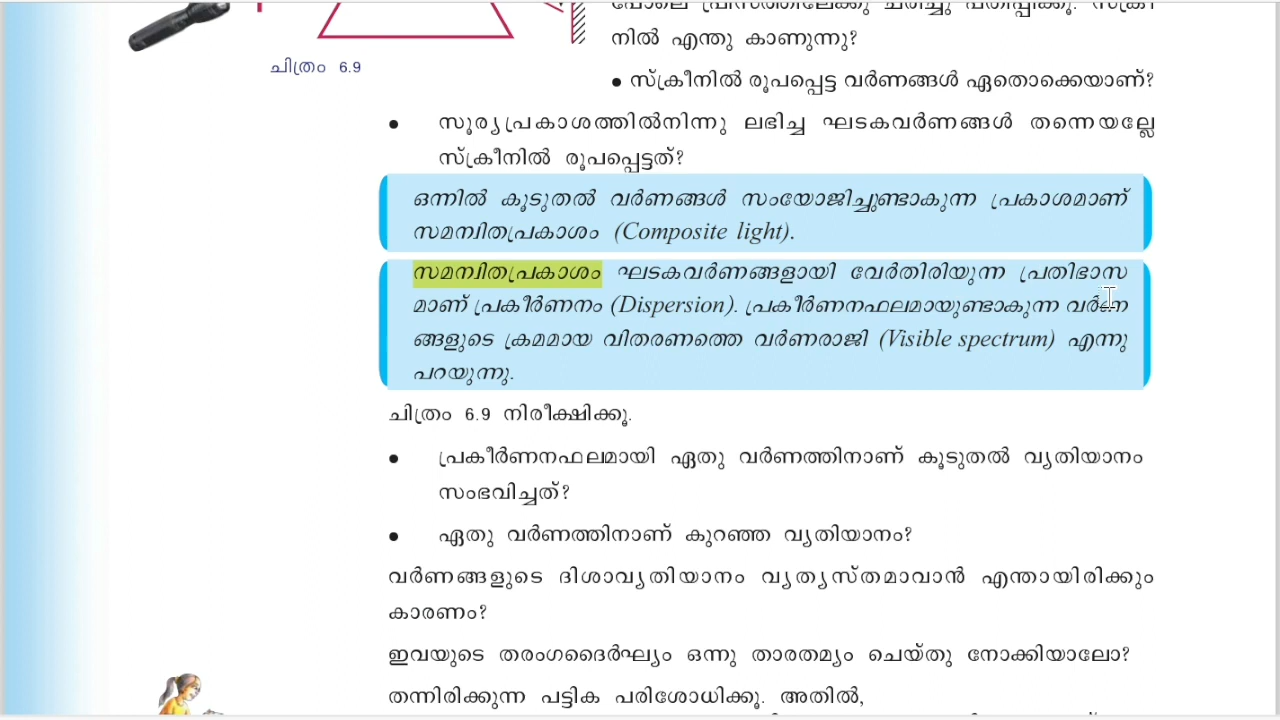 പോലെ പ്രിസത്തിലേക്കു ചരിച്ചു പതിപ്പിക്കൂ. സ്ക്രീ
നിൽ എന്തു കാണുന്നു?
ചിത്രം 6.9
• സ്ക്രീനിൽ രൂപപ്പെട്ട വർണങ്ങൾ ഏതൊക്കെയാണ്?
• സൂര്യപ്രകാശത്തിൽനിന്നു ലഭിച്ച ഘടകവർണങ്ങൾ തന്നെയല്ലേ
സ്ക്രീനിൽ രൂപപ്പെട്ടത്?
ഒന്നിൽ കൂടുതൽ വർണങ്ങൾ സംയോജിച്ചുണ്ടാകുന്ന പ്രകാശമാണ്
സമന്വിതപ്രകാശം (Composite light).
സമന്വിതപ്രകാശം ഘടകവർണങ്ങളായി വേർതിരിയുന്ന പ്രതിഭാസ
മാണ് പ്രകീർണനം (Dispersion). പ്രകീർണനഫലമായുണ്ടാകുന്ന വർണ
ങ്ങളുടെ ക്രമമായ വിതരണത്തെ വർണരാജി (Visible spectrum) എന്നു
പറയുന്നു.
ചിത്രം 6.9 നിരീക്ഷിക്കൂ.
• പ്രകീർണനഫലമായി ഏതു വർണത്തിനാണ് കൂടുതൽ വ്യതിയാനം
സംഭവിച്ചത്?
• ഏതു വർണത്തിനാണ് കുറഞ്ഞ വ്യതിയാനം?
വർണങ്ങളുടെ ദിശാവ്യതിയാനം വ്യത്യസ്തമാവാൻ എന്തായിരിക്കും
കാരണം?
ഇവയുടെ തരംഗദൈർഘ്യം ഒന്നു താരതമ്യം ചെയ്തു നോക്കിയാലോ?
തന്നിരിക്കുന്ന പട്ടിക പരിശോധിക്കൂ. അതിൽ,